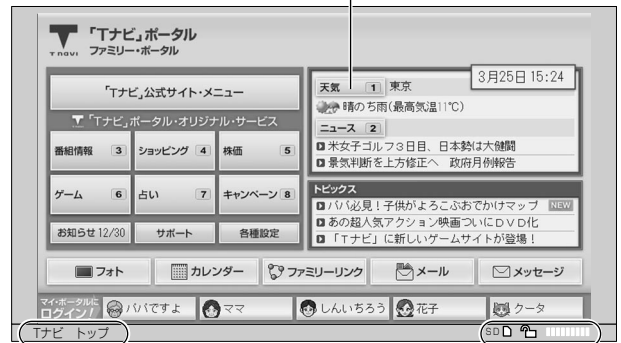 T navi
「Tナビ」ポータル
ファミリー・ポータル
3月25日 15:24
「Tナビ」公式サイト・メニュー
「Tナビ」ポータル・オリジナル・サービス
番組情報 3 ショッピング 4 株価 5
ゲーム 6 占い 7 キャンペーン 8
お知らせ 12/30 サポート 各種設定
天気 1 東京
晴のち雨(最高気温11℃)
ニュース 2
米女子ゴルフ3日目、日本勢は大健闘
景気判断を上方修正へ 政府月例報告
トピックス
パパ必見!子供がよろこぶおでかけマップ NEW
あの超人気アクション映画ついにDVD化
「Tナビ」に新しいゲームサイトが登場!
フォト カレンダー ファミリーリンク メール メッセージ
マイ・ポータルに
ログイン! パパですよ ママ しんいちろう 花子 クータ
Tナビ トップ SD